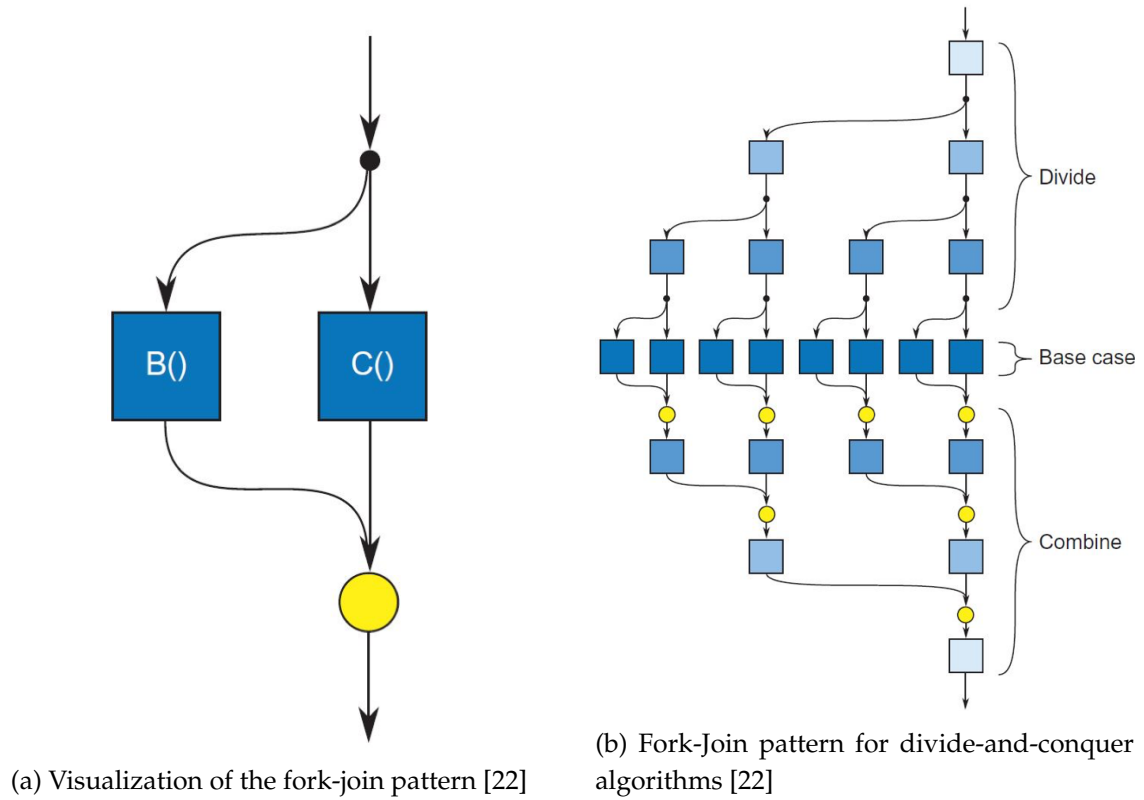 B()
C()
Divide
Base case
Combine
(a) Visualization of the fork-join pattern [22]
(b) Fork-Join pattern for divide-and-conquer
algorithms [22]